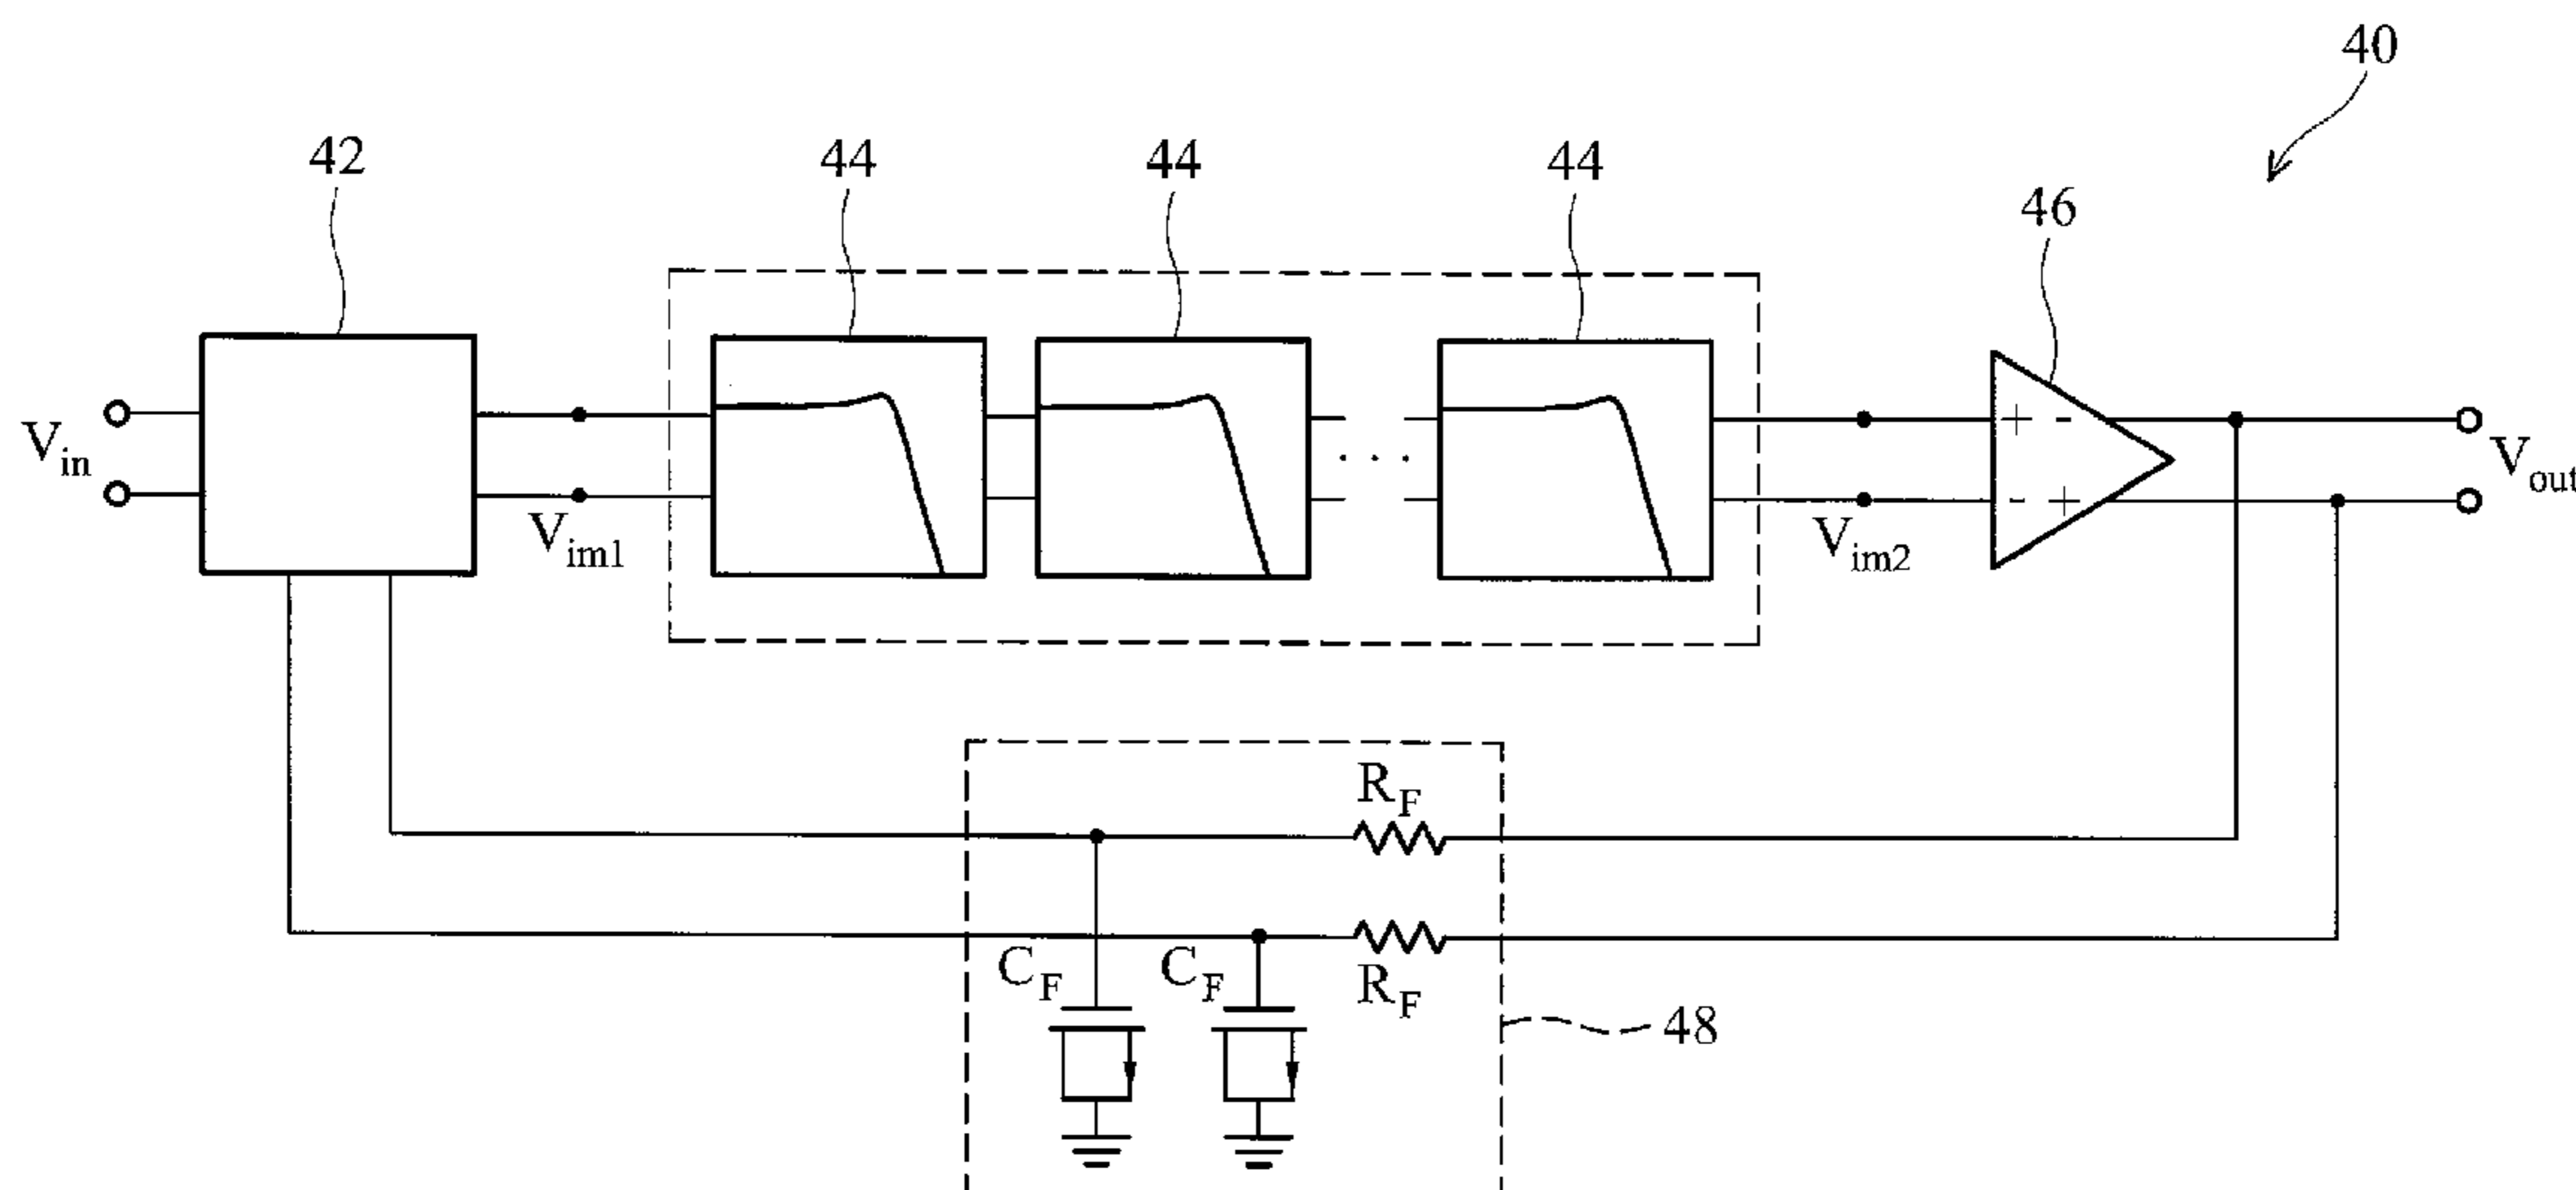 40
42
44
44
44
46
V_in
V_im1
· · ·
V_im2
+ -
- +
V_out
R_F
C_F
C_F
R_F
48